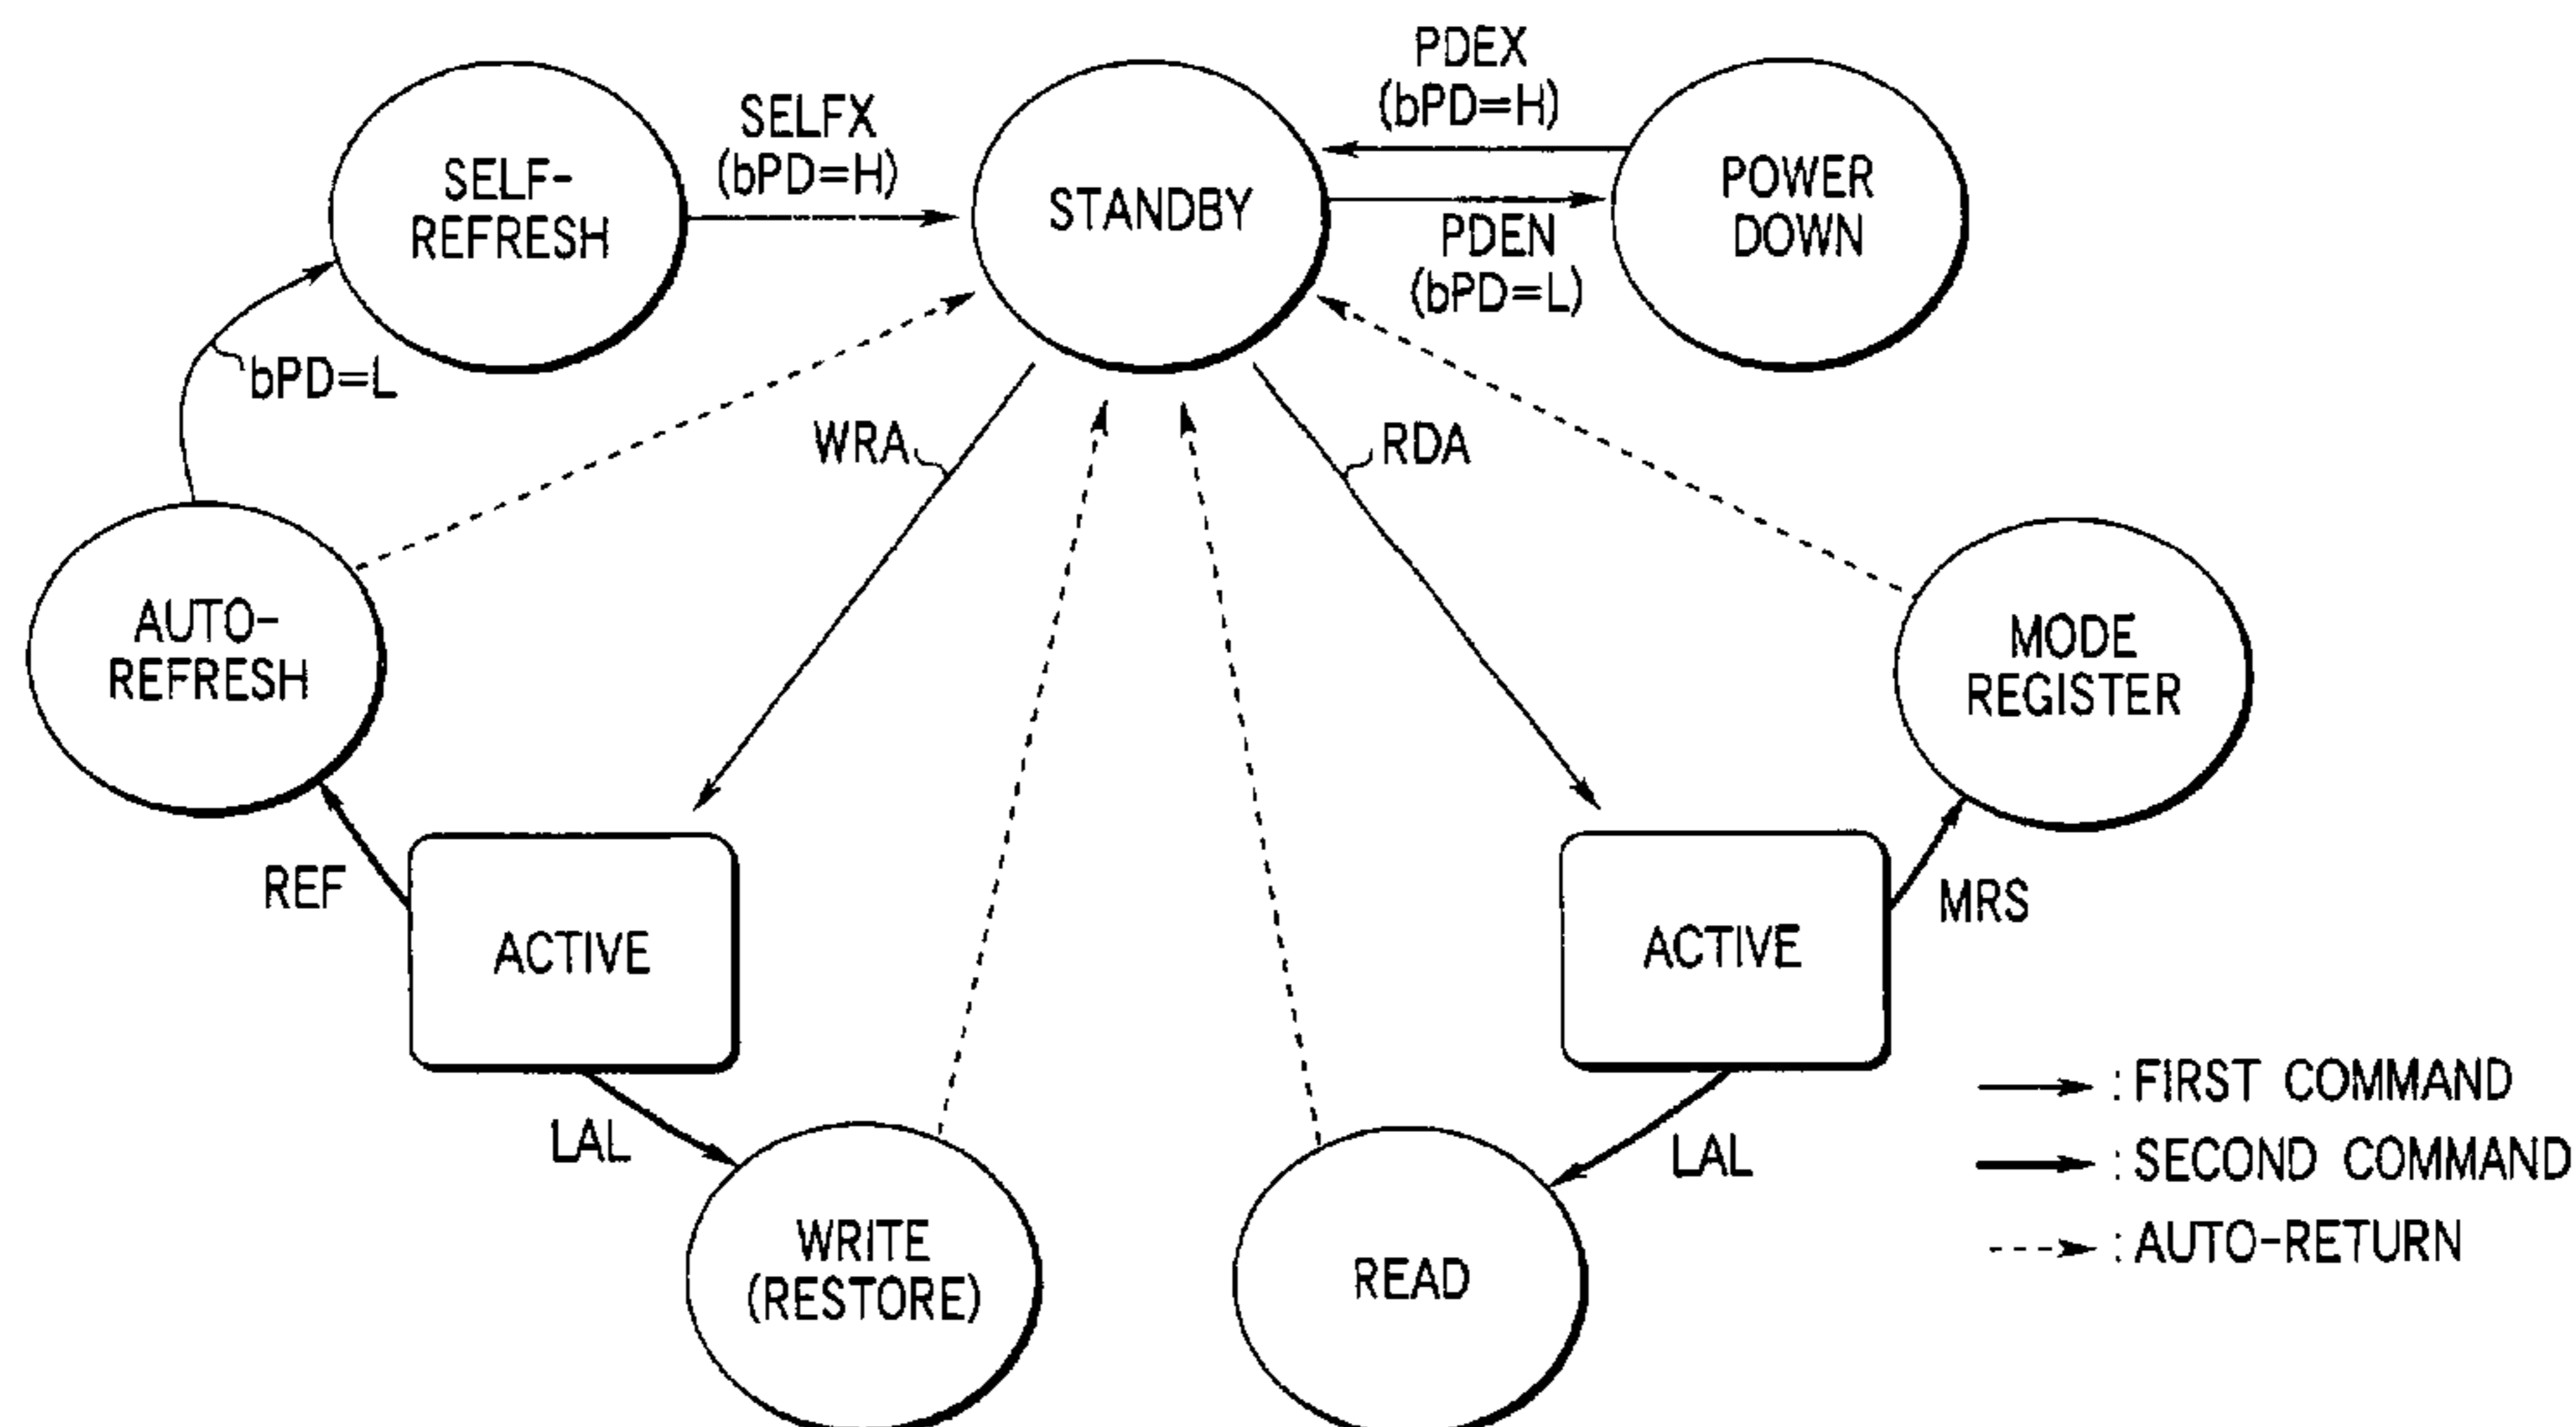 PDEX
(bPD=H)
SELFX
(bPD=H)
SELF-
REFRESH
STANDBY
POWER
DOWN
PDEN
(bPD=L)
bPD=L
WRA
RDA
AUTO-
REFRESH
MODE
REGISTER
REF
ACTIVE
ACTIVE
MRS
LAL
LAL
WRITE
(RESTORE)
READ
: FIRST COMMAND
: SECOND COMMAND
: AUTO-RETURN